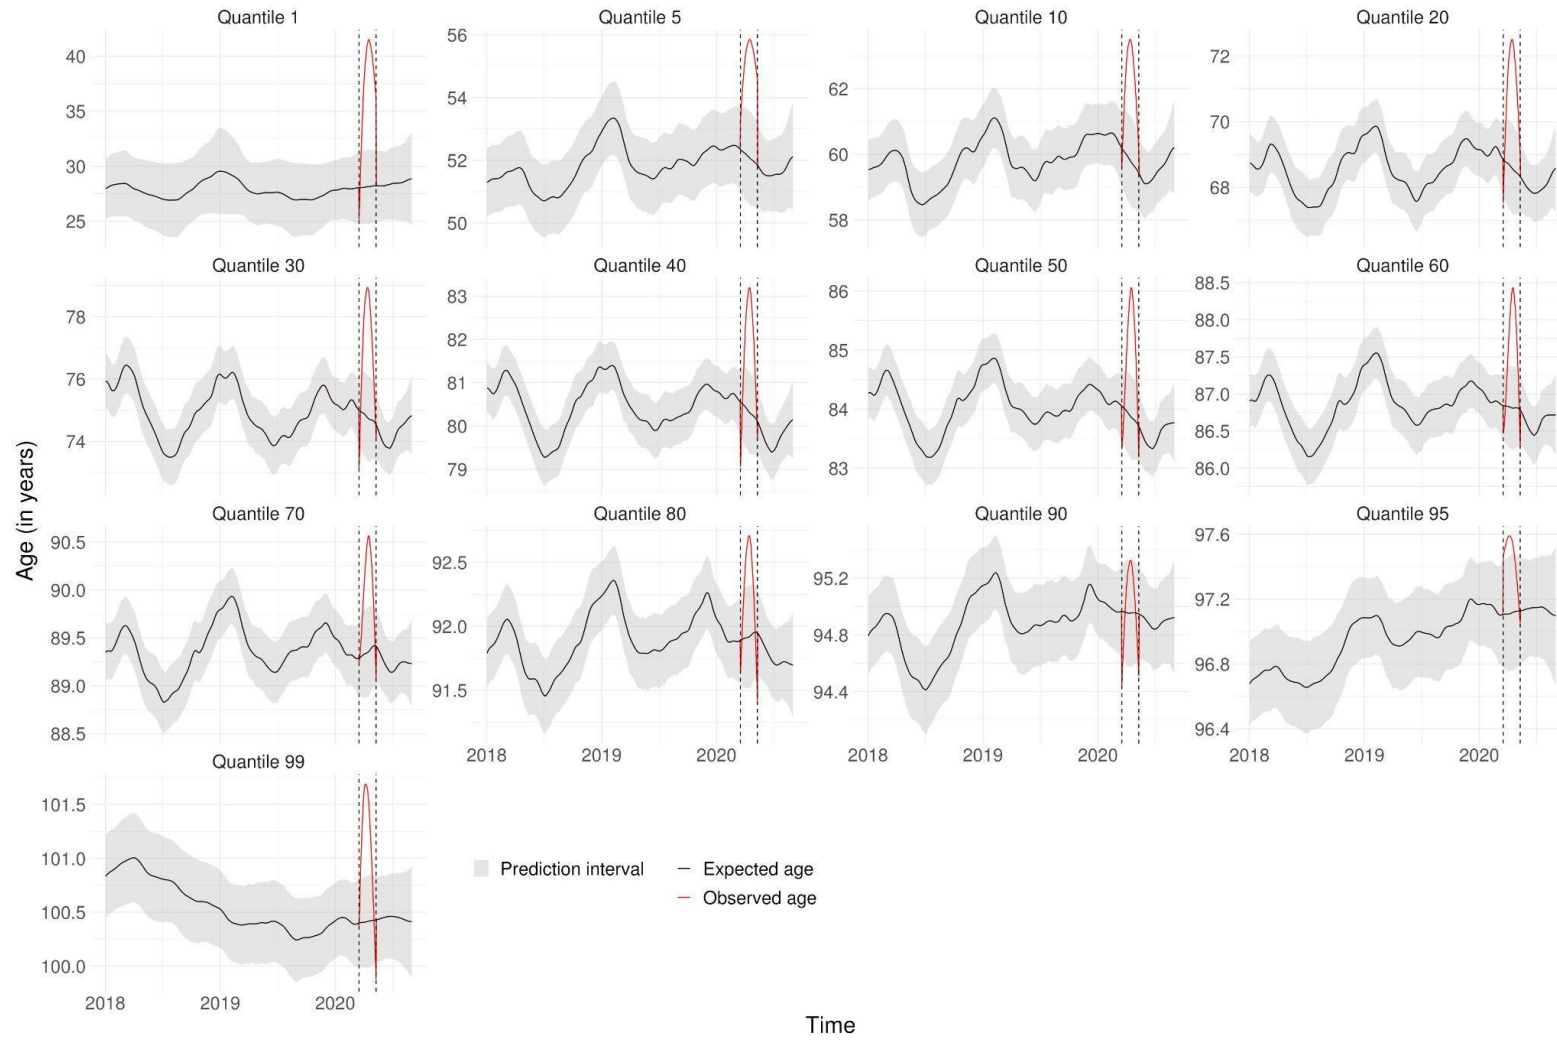 Quantile 1
Quantile 5
Quantile 10
Quantile 20
40
35
30
25
56
54
52
50
62
60
58
72
70
68
Quantile 30
Quantile 40
Quantile 50
Quantile 60
78
76
74
83
82
81
80
79
86
85
84
83
88.5
88.0
87.5
87.0
86.5
86.0
Quantile 70
Quantile 80
Quantile 90
Quantile 95
90.5
90.0
89.5
89.0
88.5
92.5
92.0
91.5
95.2
94.8
94.4
97.6
97.2
96.8
96.4
2018 2019 2020
2018 2019 2020
2018 2019 2020
Quantile 99
101.5
101.0
100.5
100.0
2018 2019 2020
Prediction interval
Expected age
Observed age
Age (in years)
Time